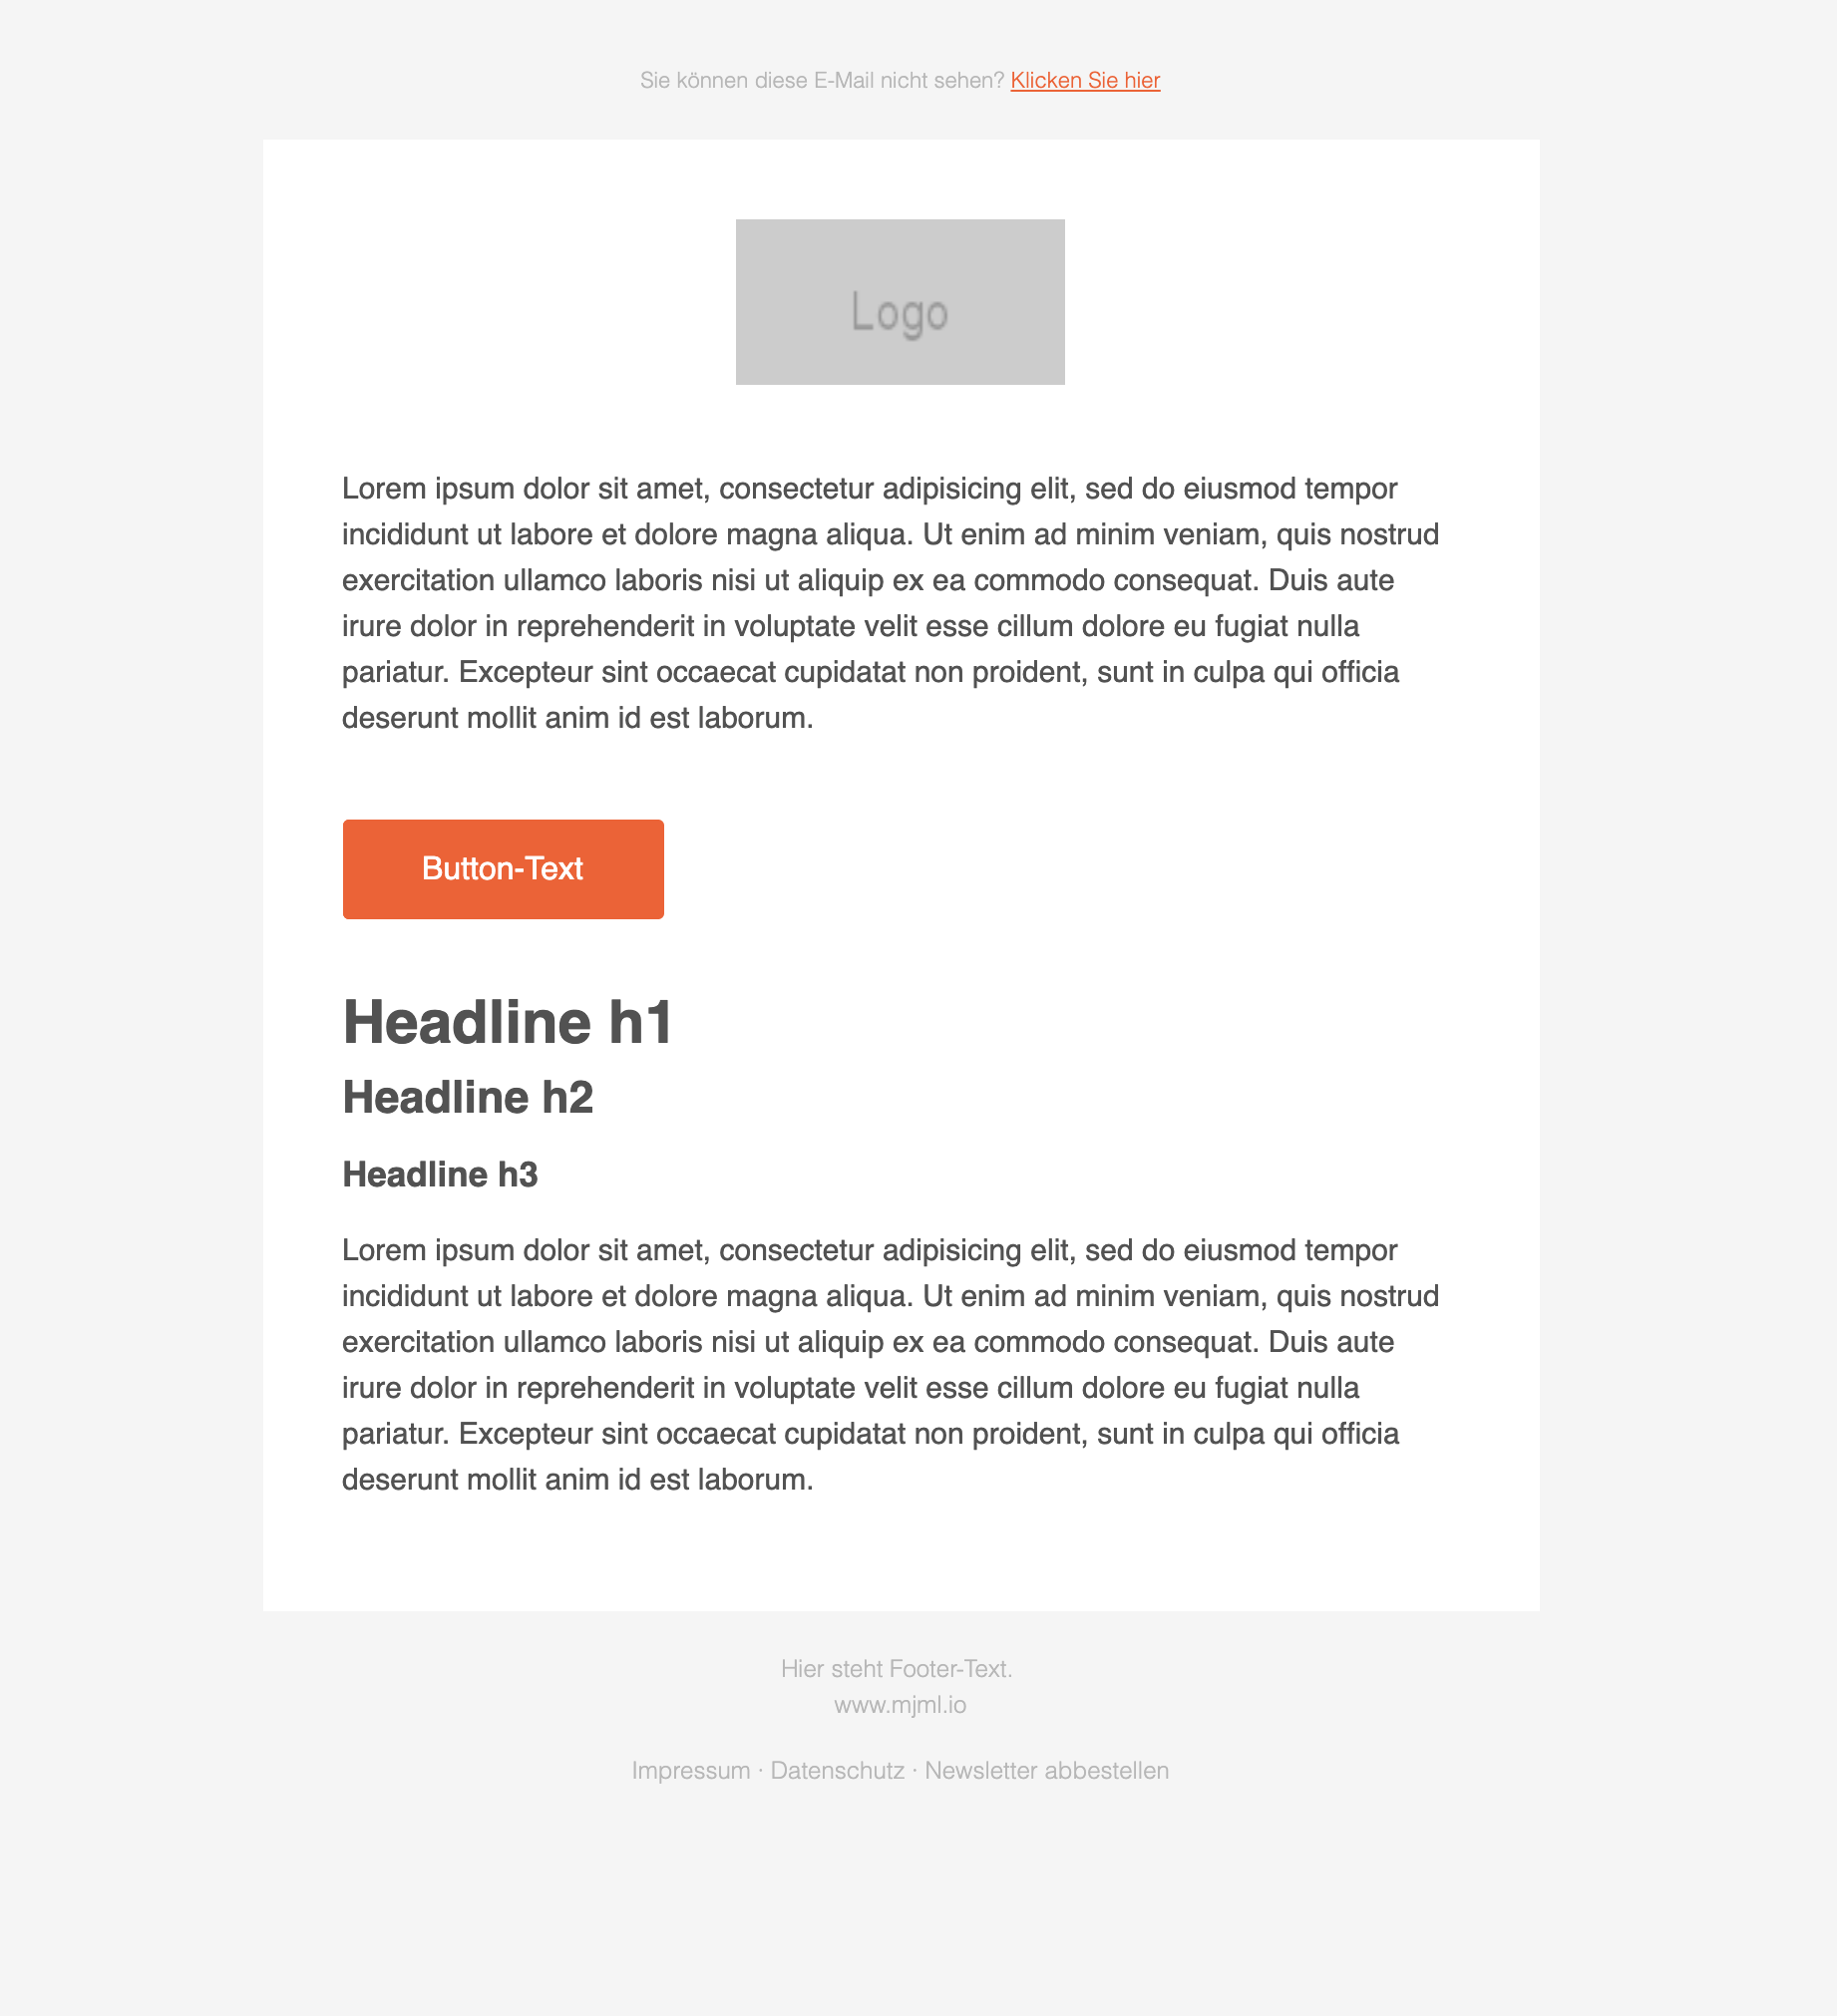 Sie können diese E-Mail nicht sehen? Klicken Sie hier
Logo
Lorem ipsum dolor sit amet, consectetur adipisicing elit, sed do eiusmod tempor
incididunt ut labore et dolore magna aliqua. Ut enim ad minim veniam, quis nostrud
exercitation ullamco laboris nisi ut aliquip ex ea commodo consequat. Duis aute
irure dolor in reprehenderit in voluptate velit esse cillum dolore eu fugiat nulla
pariatur. Excepteur sint occaecat cupidatat non proident, sunt in culpa qui officia
deserunt mollit anim id est laborum.
Button-Text
Headline h1
Headline h2
Headline h3
Lorem ipsum dolor sit amet, consectetur adipisicing elit, sed do eiusmod tempor
incididunt ut labore et dolore magna aliqua. Ut enim ad minim veniam, quis nostrud
exercitation ullamco laboris nisi ut aliquip ex ea commodo consequat. Duis aute
irure dolor in reprehenderit in voluptate velit esse cillum dolore eu fugiat nulla
pariatur. Excepteur sint occaecat cupidatat non proident, sunt in culpa qui officia
deserunt mollit anim id est laborum.
Hier steht Footer-Text.
www.mjml.io
Impressum · Datenschutz · Newsletter abbestellen